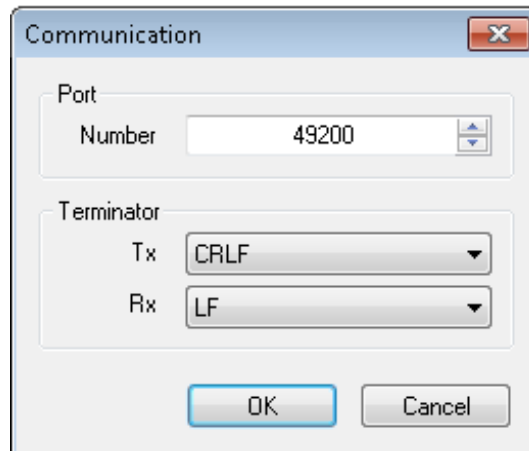 Communication
Port
Number 49200
Terminator
Tx CRLF
Rx LF
OK Cancel